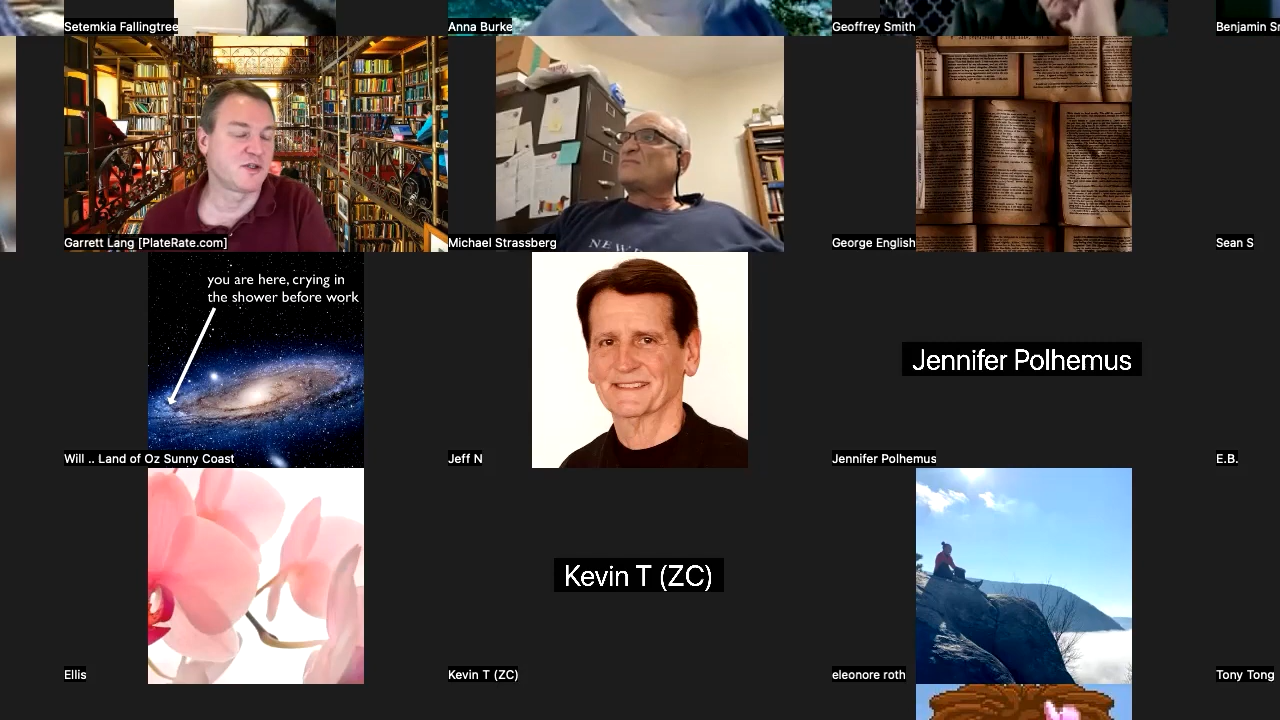 Setemkia Fallingtree
Anna Burke
Geoffrey Smith
Garrett Lang [PlateRate.com]
Michael Strassberg
George English
Sean S
you are here, crying in
the shower before work
Will .. Land of Oz Sunny Coast
Jeff N
Jennifer Polhemus
Jennifer Polhemus
E.B.
Ellis
Kevin T (ZC)
Kevin T (ZC)
eleonore roth
Tony Tong